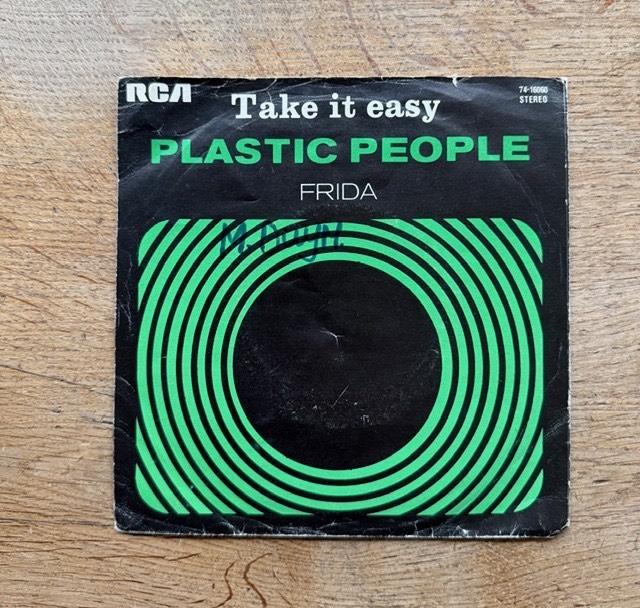 RCA
Take it easy
74-16060
STEREO
PLASTIC PEOPLE
FRIDA